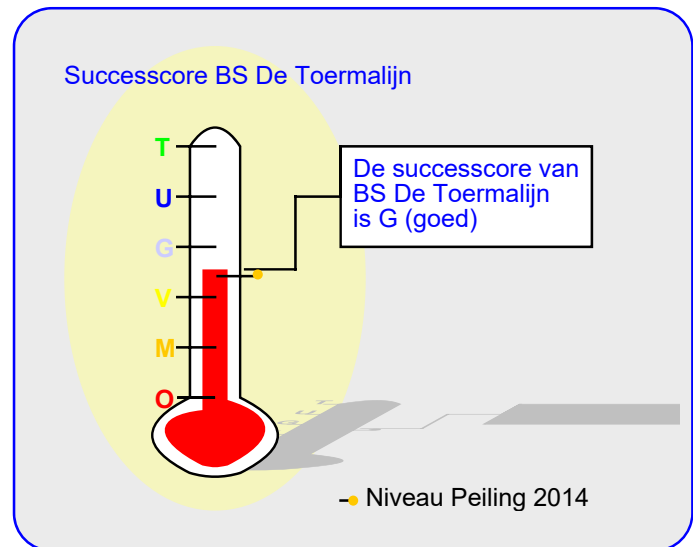 Successcore BS De Toermalijn
T
U
G
V
M
O
De successcore van
BS De Toermalijn
is G (goed)
Niveau Peiling 2014